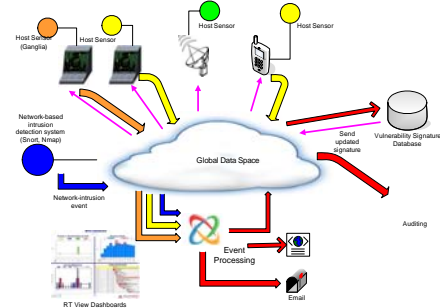 Host Sensor
(Ganglia)
Host Sensor
Host Sensor
Host Sensor
Network-based
intrusion
detection system
(Snort, Nmap)
Global Data Space
Send
updated
signature
Vulnerability Signature
Database
Network-intrusion
event
Auditing
Event
Processing
Email
RT View Dashboards